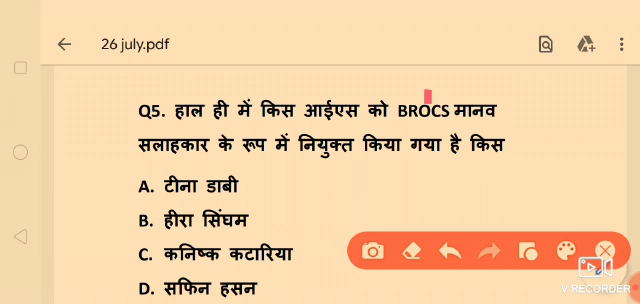 26 july.pdf
Q5. हाल ही में किस आईएस को BROCS मानव
सलाहकार के रूप में नियुक्त किया गया है किस
A. टीना डाबी
B. हीरा सिंघम
C. कनिष्क कटारिया
D. सफिन हसन
V RECORDER